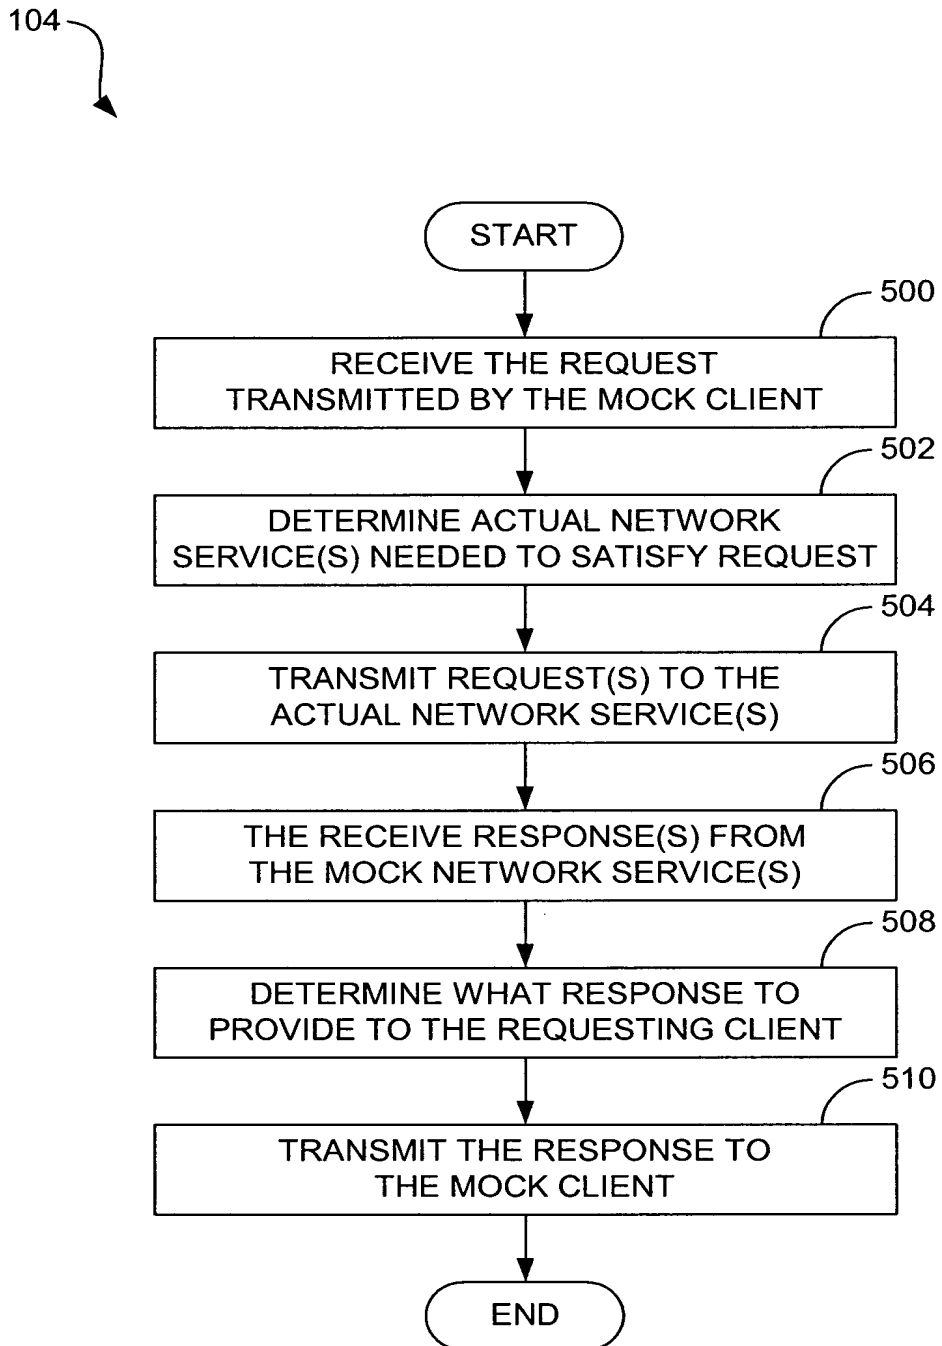 104
START
500
RECEIVE THE REQUEST
TRANSMITTED BY THE MOCK CLIENT
502
DETERMINE ACTUAL NETWORK
SERVICE(S) NEEDED TO SATISFY REQUEST
504
TRANSMIT REQUEST(S) TO THE
ACTUAL NETWORK SERVICE(S)
506
THE RECEIVE RESPONSE(S) FROM
THE MOCK NETWORK SERVICE(S)
508
DETERMINE WHAT RESPONSE TO
PROVIDE TO THE REQUESTING CLIENT
510
TRANSMIT THE RESPONSE TO
THE MOCK CLIENT
END